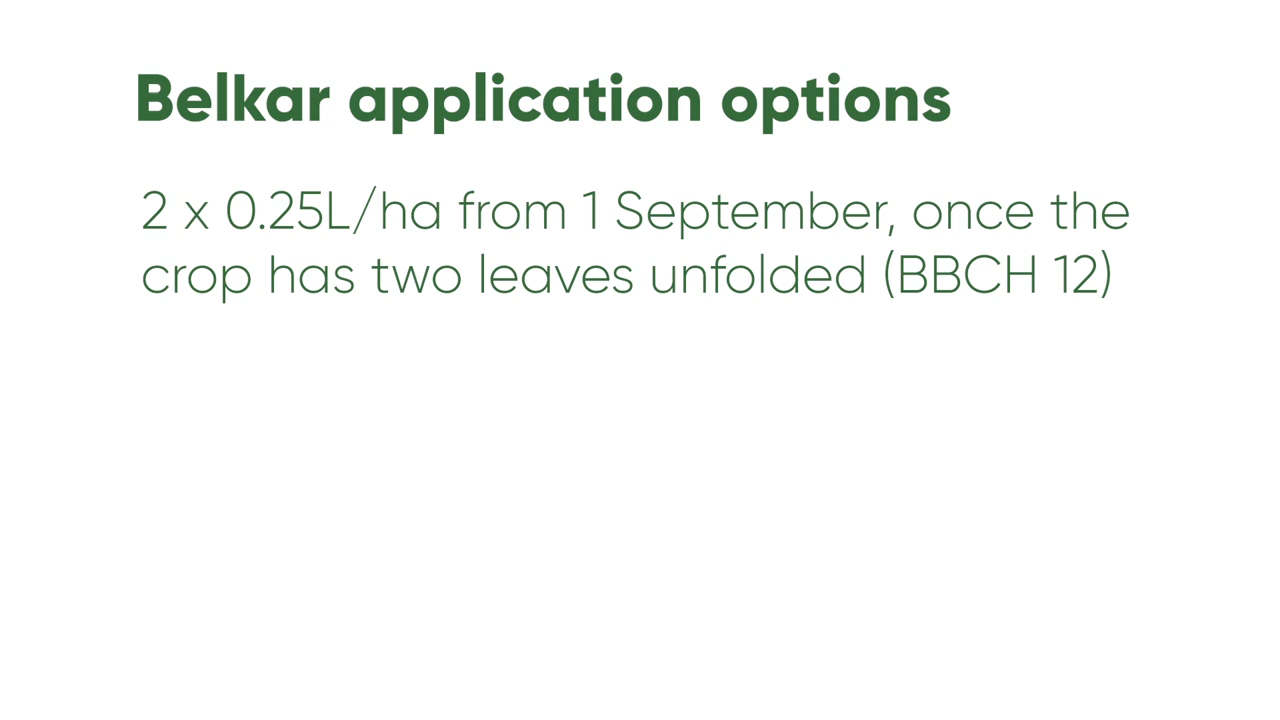 Belkar application options
2 x 0.25L/ha from 1 September, once the
crop has two leaves unfolded (BBCH 12)